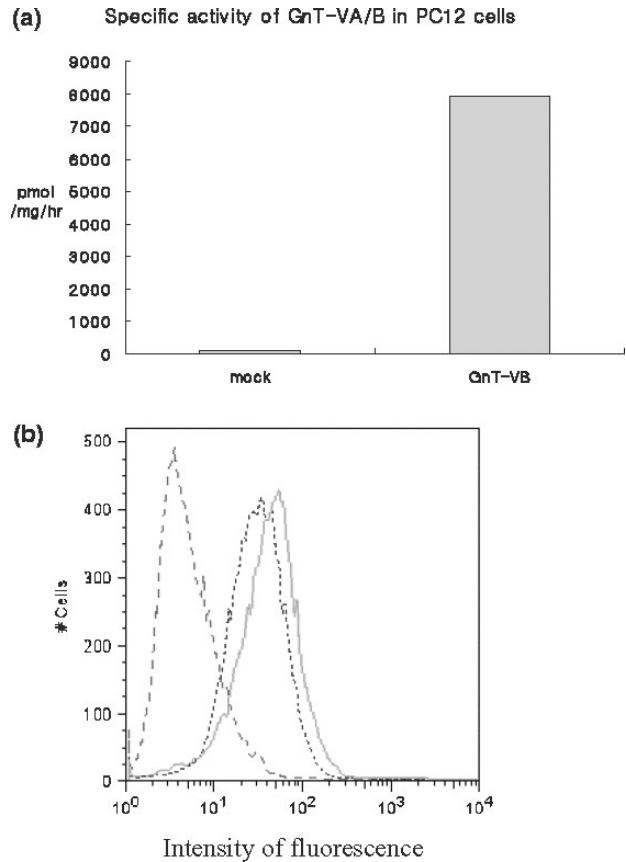 (a) Specific activity of GnT-VA/B in PC12 cells
9000
8000
7000
6000
5000
4000
3000
2000
1000
0
pmol
/mg/hr
mock GnT-VB
(b)
500
400
300
200
100
0
# Cells
10⁰ 10¹ 10² 10³ 10⁴
Intensity of fluorescence